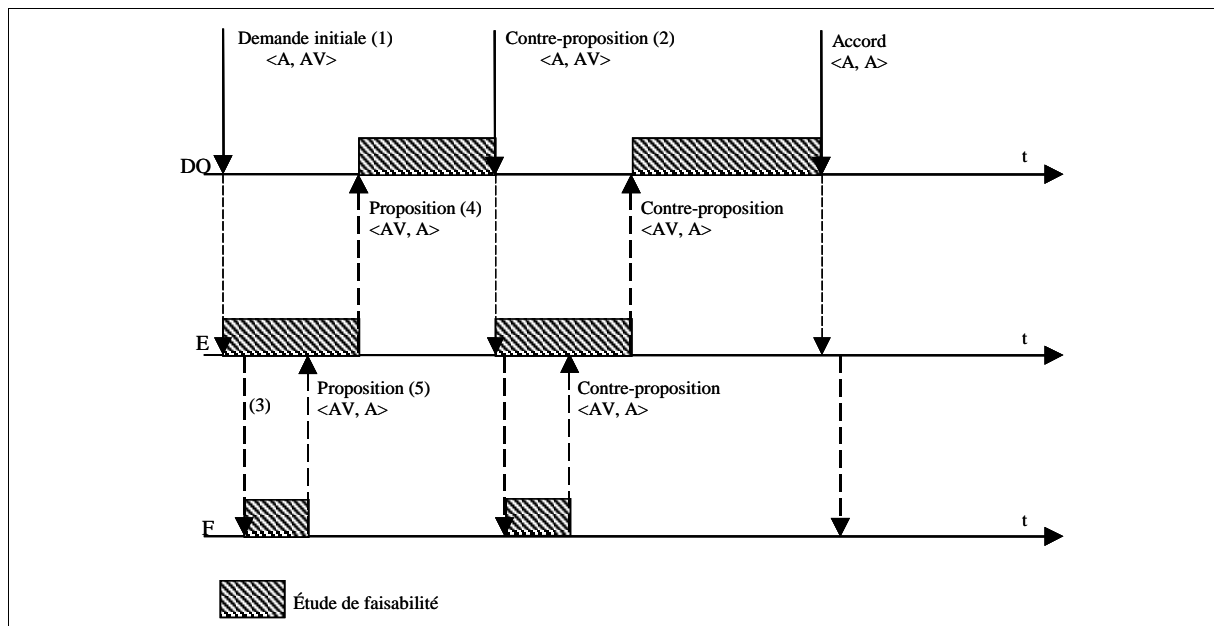 Demande initiale (1)
<A, AV>
Contre-proposition (2)
<A, AV>
Accord
<A, A>
DO
t
Proposition (4)
<AV, A>
Contre-proposition
<AV, A>
E
t
(3)
Proposition (5)
<AV, A>
Contre-proposition
<AV, A>
F
t
Étude de faisabilité